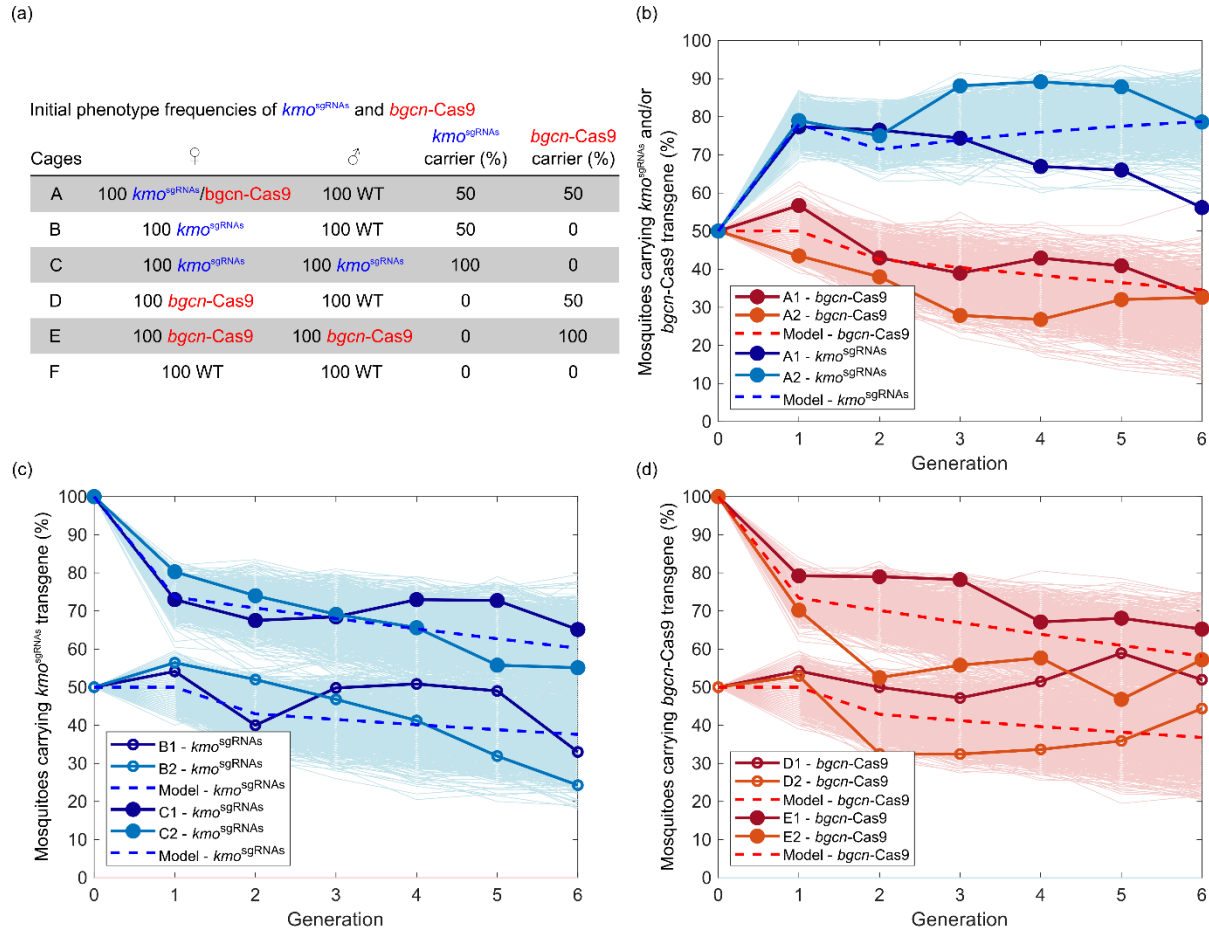 (a)
Initial phenotype frequencies of kmo^sgRNAs and bgcn-Cas9
Cages ♀ ♂ kmo^sgRNAs carrier (%) bgcn-Cas9 carrier (%)
A 100 kmo^sgRNAs/bgcn-Cas9 100 WT 50 50
B 100 kmo^sgRNAs 100 WT 50 0
C 100 kmo^sgRNAs 100 kmo^sgRNAs 100 0
D 100 bgcn-Cas9 100 WT 0 50
E 100 bgcn-Cas9 100 bgcn-Cas9 0 100
F 100 WT 100 WT 0 0
(b)
Mosquitoes carrying kmo^sgRNAs and/or
bgcn-Cas9 transgene (%)
100
90
80
70
60
50
40
30
20
10
0
A1 - bgcn-Cas9
A2 - bgcn-Cas9
Model - bgcn-Cas9
A1 - kmo^sgRNAs
A2 - kmo^sgRNAs
Model - kmo^sgRNAs
0 1 2 3 4 5 6
Generation
(c)
Mosquitoes carrying kmo^sgRNAs transgene (%)
100
90
80
70
60
50
40
30
20
10
0
B1 - kmo^sgRNAs
B2 - kmo^sgRNAs
Model - kmo^sgRNAs
C1 - kmo^sgRNAs
C2 - kmo^sgRNAs
Model - kmo^sgRNAs
0 1 2 3 4 5 6
Generation
(d)
Mosquitoes carrying bgcn-Cas9 transgene (%)
100
90
80
70
60
50
40
30
20
10
0
D1 - bgcn-Cas9
D2 - bgcn-Cas9
Model - bgcn-Cas9
E1 - bgcn-Cas9
E2 - bgcn-Cas9
Model - bgcn-Cas9
0 1 2 3 4 5 6
Generation